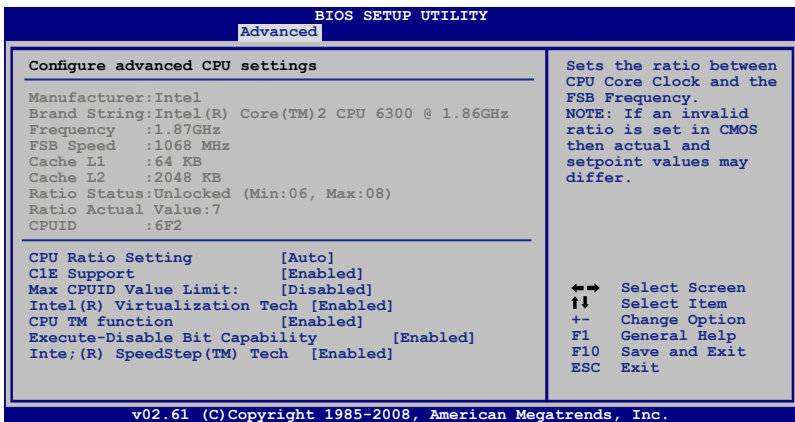 BIOS SETUP UTILITY
Advanced
Configure advanced CPU settings
Manufacturer:Intel
Brand String:Intel(R) Core(TM)2 CPU 6300 @ 1.86GHz
Frequency :1.87GHz
FSB Speed :1068 MHz
Cache L1 :64 KB
Cache L2 :2048 KB
Ratio Status:Unlocked (Min:06, Max:08)
Ratio Actual Value:7
CPUID :6F2
CPU Ratio Setting [Auto]
C1E Support [Enabled]
Max CPUID Value Limit: [Disabled]
Intel(R) Virtualization Tech [Enabled]
CPU TM function [Enabled]
Execute-Disable Bit Capability [Enabled]
Inte;(R) SpeedStep(TM) Tech [Enabled]
Sets the ratio between
CPU Core Clock and the
FSB Frequency.
NOTE: If an invalid
ratio is set in CMOS
then actual and
setpoint values may
differ.
←→ Select Screen
↑↓ Select Item
+- Change Option
F1 General Help
F10 Save and Exit
ESC Exit
v02.61 (C)Copyright 1985-2008, American Megatrends, Inc.